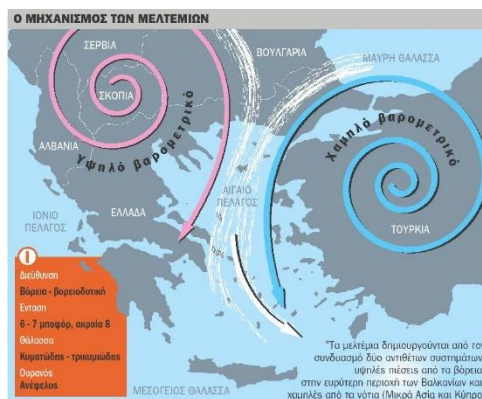 Ο ΜΗΧΑΝΙΣΜΟΣ ΤΩΝ ΜΕΛΤΕΜΙΩΝ
ΣΕΡΒΙΑ
ΒΟΥΛΓΑΡΙΑ
ΜΑΥΡΗ ΘΑΛΑΣΣΑ
ΣΚΟΠΙΑ
ΑΛΒΑΝΙΑ
Υψηλό βαρομετρικό
Χαμηλό βαρομετρικό
ΑΙΓΑΙΟ
ΠΕΛΑΓΟΣ
ΙΟΝΙΟ
ΠΕΛΑΓΟΣ
ΕΛΛΑΔΑ
ΤΟΥΡΚΙΑ
Διεύθυνση
Βόρεια - βορειοδυτική
Ενταση
6 - 7 μποφόρ, ακραία 8
Θάλασσα
Κυματώδης - τρικυμιώδης
Ουρανός
Ανέφελος
ΜΕΣΟΓΕΙΟΣ ΘΑΛΑΣΣΑ
"Τα μελτέμια δημιουργούνται από τον
συνδυασμό δύο αντιθέτων συστημάτων
υψηλές πιέσεις από τα βόρεια
στην ευρύτερη περιοχή των Βαλκανίων και
χαμηλές από τα νότια (Μικρά Ασία και Κύπρο